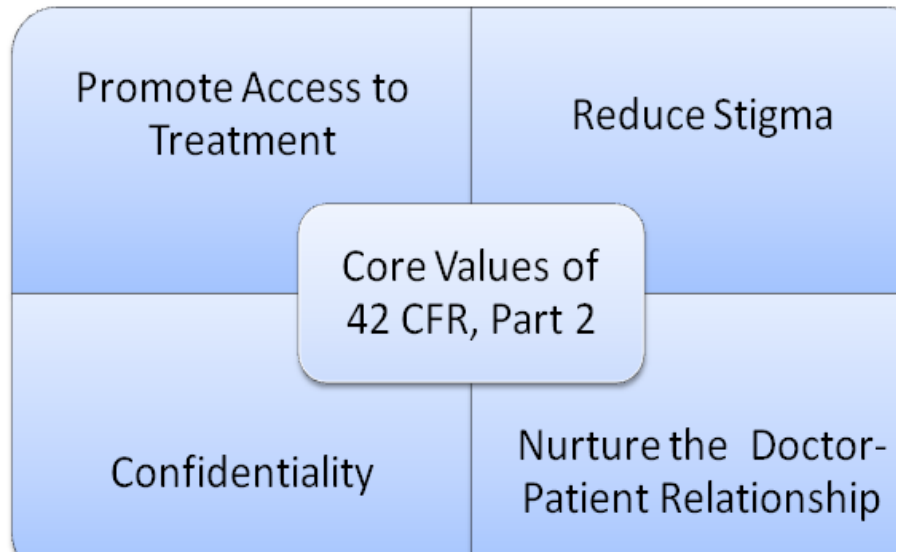 Promote Access to
Treatment
Reduce Stigma
Core Values of
42 CFR, Part 2
Confidentiality
Nurture the Doctor-
Patient Relationship